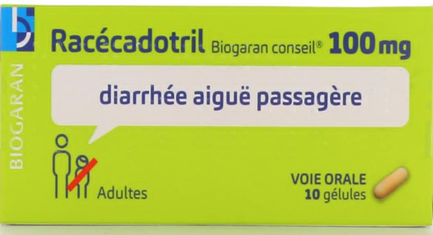 BIOGARAN
Racécadotril Biogaran conseil® 100 mg
diarrhée aiguë passagère
Adultes
VOIE ORALE
10 gélules